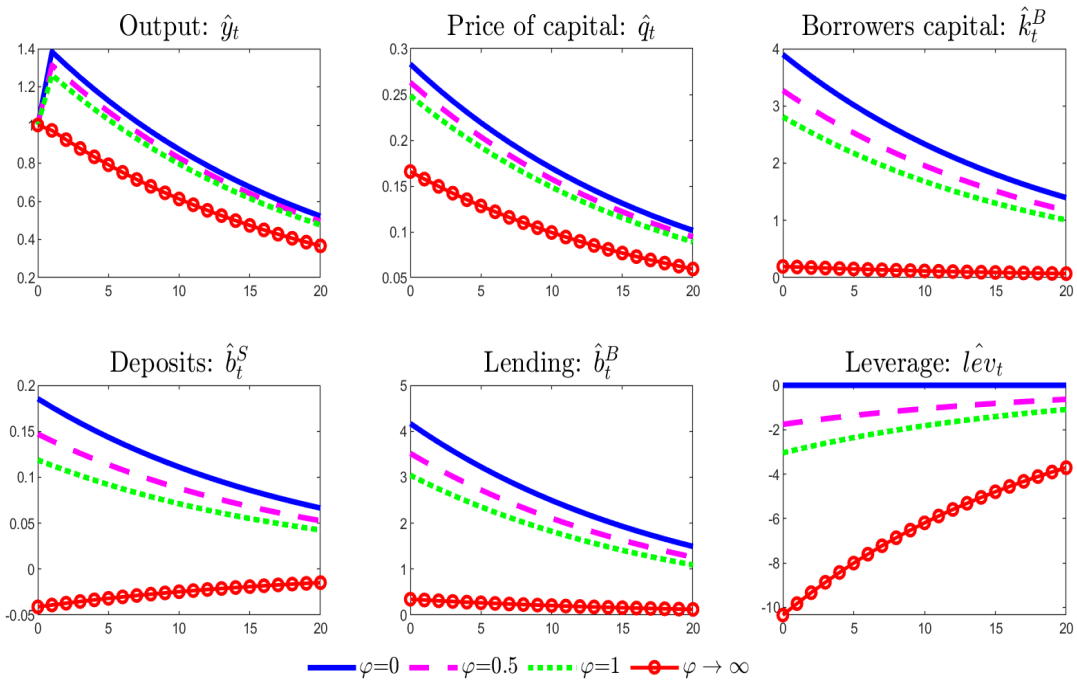 Output: ŷ_t
Price of capital: q̂_t
Borrowers capital: k̂_t^B
1.4
1.2
1
0.8
0.6
0.4
0.2
0 5 10 15 20
0.3
0.25
0.2
0.15
0.1
0.05
0 5 10 15 20
4
2
0
0 5 10 15 20
Deposits: b̂_t^S
Lending: b̂_t^B
Leverage: lêv_t
0.2
0.15
0.1
0.05
0
-0.05
0 5 10 15 20
5
4
3
2
1
0
0 5 10 15 20
0
-2
-4
-6
-8
-10
0 5 10 15 20
φ=0 φ=0.5 φ=1 φ → ∞